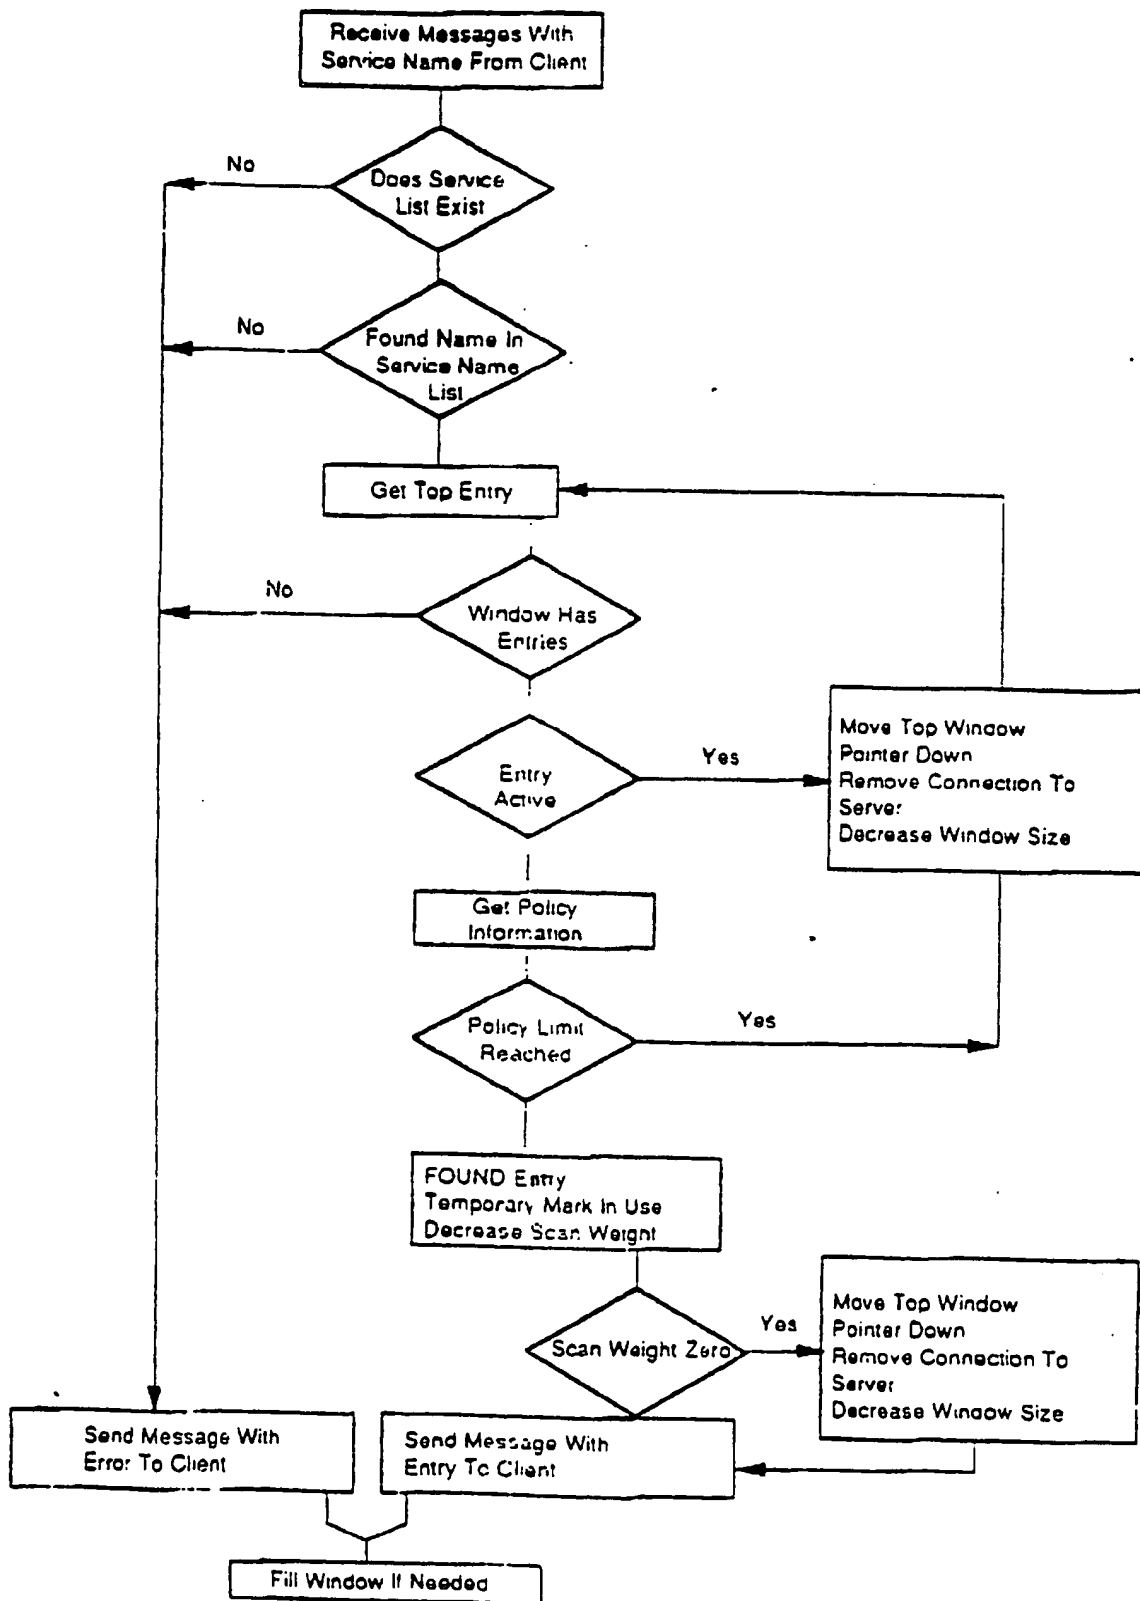 Receive Messages With
Service Name From Client
No
Does Service
List Exist
No
Found Name In
Service Name
List
Get Top Entry
No
Window Has
Entries
Move Top Window
Pointer Down
Remove Connection To
Server
Decrease Window Size
Yes
Entry
Active
Get Policy
Information
Policy Limit
Reached
Yes
FOUND Entry
Temporary Mark In Use
Decrease Scan Weight
Scan Weight Zero
Yes
Move Top Window
Pointer Down
Remove Connection To
Server
Decrease Window Size
Send Message With
Error To Client
Send Message With
Entry To Client
Fill Window If Needed